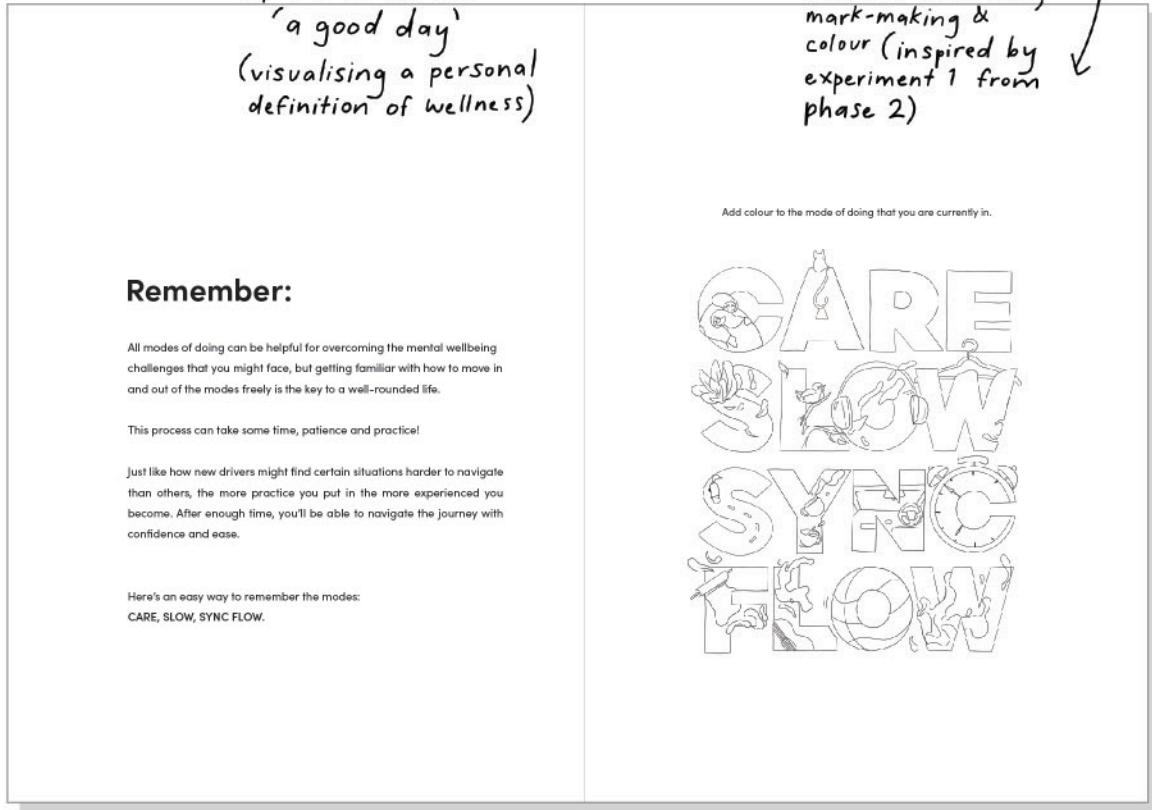 'a good day'
(visualising a personal
definition of wellness)
mark-making &
colour (inspired by
experiment 1 from
phase 2)
Remember:
All modes of doing can be helpful for overcoming the mental wellbeing
challenges that you might face, but getting familiar with how to move in
and out of the modes freely is the key to a well-rounded life.
This process can take some time, patience and practice!
Just like how new drivers might find certain situations harder to navigate
than others, the more practice you put in the more experienced you
become. After enough time, you'll be able to navigate the journey with
confidence and ease.
Here's an easy way to remember the modes:
CARE, SLOW, SYNC FLOW.
Add colour to the mode of doing that you are currently in.
CARE
SLOW
SYNC
FLOW